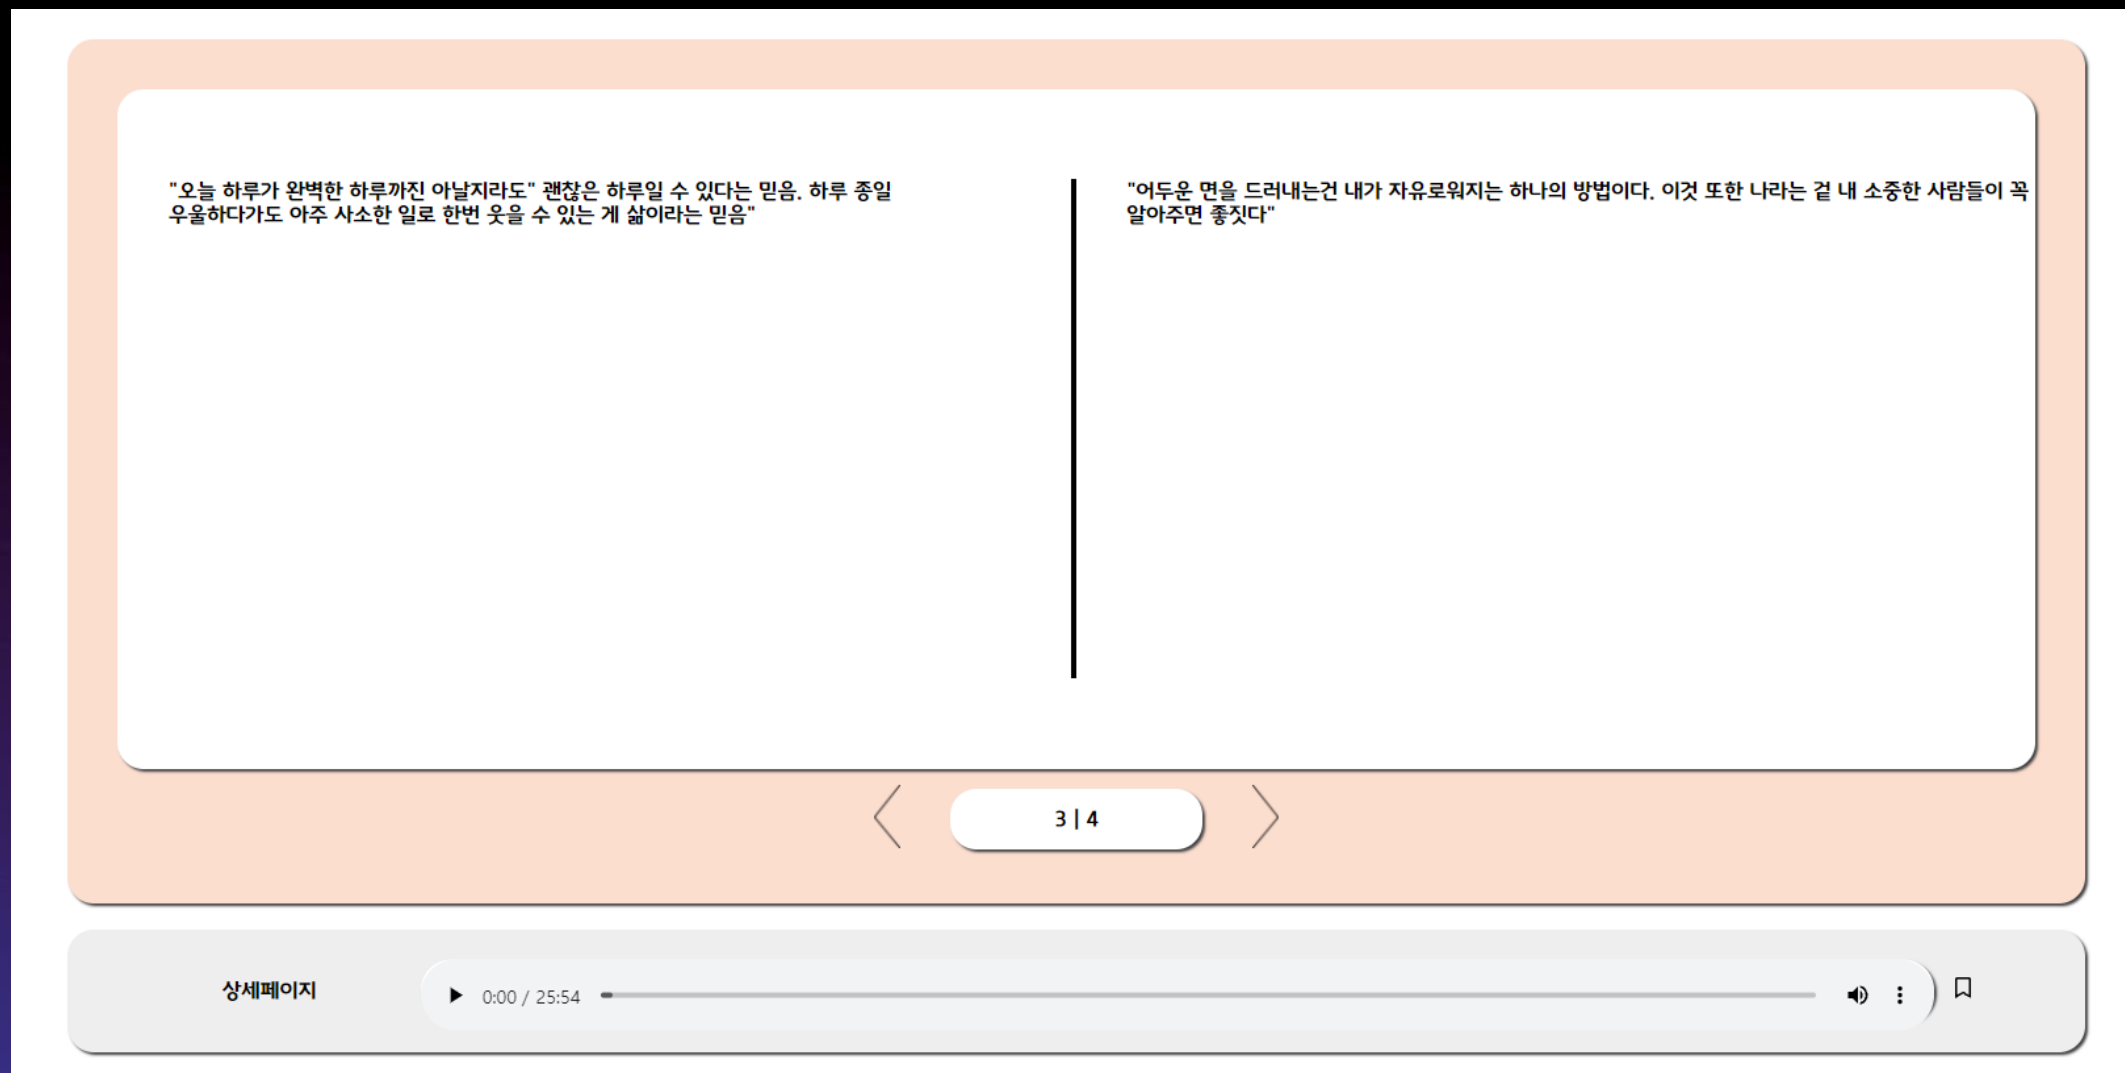 "오늘 하루가 완벽한 하루까진 아날지라도" 괜찮은 하루일 수 있다는 믿음. 하루 종일
우울하다가도 아주 사소한 일로 한번 웃을 수 있는 게 삶이라는 믿음"
"어두운 면을 드러내는건 내가 자유로워지는 하나의 방법이다. 이것 또한 나라는 걸 내 소중한 사람들이 꼭
알아주면 좋짓다"
3 | 4
상세페이지
0:00 / 25:54